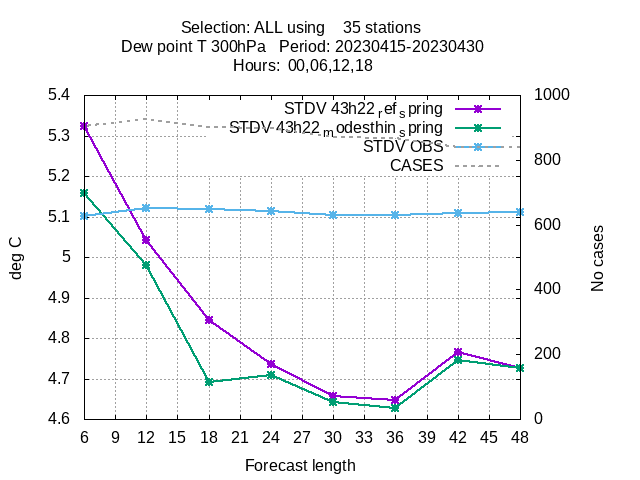 Selection: ALL using    35 stations
Dew point T 300hPa   Period: 20230415-20230430
Hours:  00,06,12,18
STDV 43h22refspring
STDV 43h22modesthinspring
STDV OBS
CASES
5.4
5.3
5.2
5.1
5
4.9
4.8
4.7
4.6
1000
800
600
400
200
0
deg C
No cases
6 9 12 15 18 21 24 27 30 33 36 39 42 45 48
Forecast length